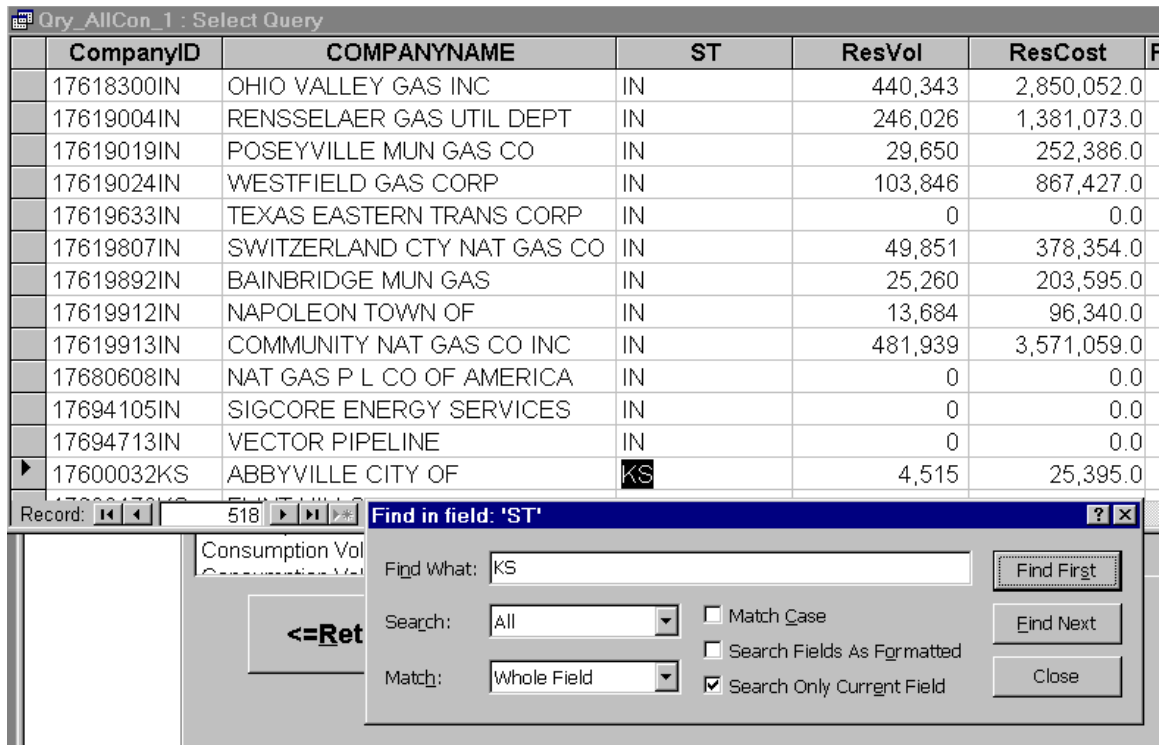 Qry_AllCon_1 : Select Query
CompanyID COMPANYNAME ST ResVol ResCost
17618300IN OHIO VALLEY GAS INC IN 440,343 2,850,052.0
17619004IN RENSSELAER GAS UTIL DEPT IN 246,026 1,381,073.0
17619019IN POSEYVILLE MUN GAS CO IN 29,650 252,386.0
17619024IN WESTFIELD GAS CORP IN 103,846 867,427.0
17619633IN TEXAS EASTERN TRANS CORP IN 0 0.0
17619807IN SWITZERLAND CTY NAT GAS CO IN 49,851 378,354.0
17619892IN BAINBRIDGE MUN GAS IN 25,260 203,595.0
17619912IN NAPOLEON TOWN OF IN 13,684 96,340.0
17619913IN COMMUNITY NAT GAS CO INC IN 481,939 3,571,059.0
17680608IN NAT GAS P L CO OF AMERICA IN 0 0.0
17694105IN SIGCORE ENERGY SERVICES IN 0 0.0
17694713IN VECTOR PIPELINE IN 0 0.0
17600032KS ABBYVILLE CITY OF KS 4,515 25,395.0
Record: 518
Find in field: 'ST'
Consumption Vol
Find What: KS Find First
Search: All Match Case Find Next
<=Ret
Search Fields As Formatted
Match: Whole Field Search Only Current Field Close